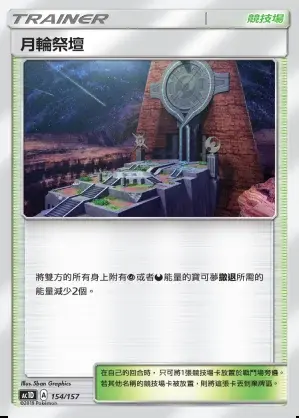 TRAINER 競技場
月輪祭壇
將雙方的所有身上附有或者能量的寶可夢撤退所需的
能量減少2個。
Illus. 5ban Graphics
AC1D A 154/157
©2019 Pokémon
在自己的回合時,只可將1張競技場卡放置於戰鬥場旁邊。
若其他名稱的競技場卡被放置,則將這張卡丟到棄牌區。